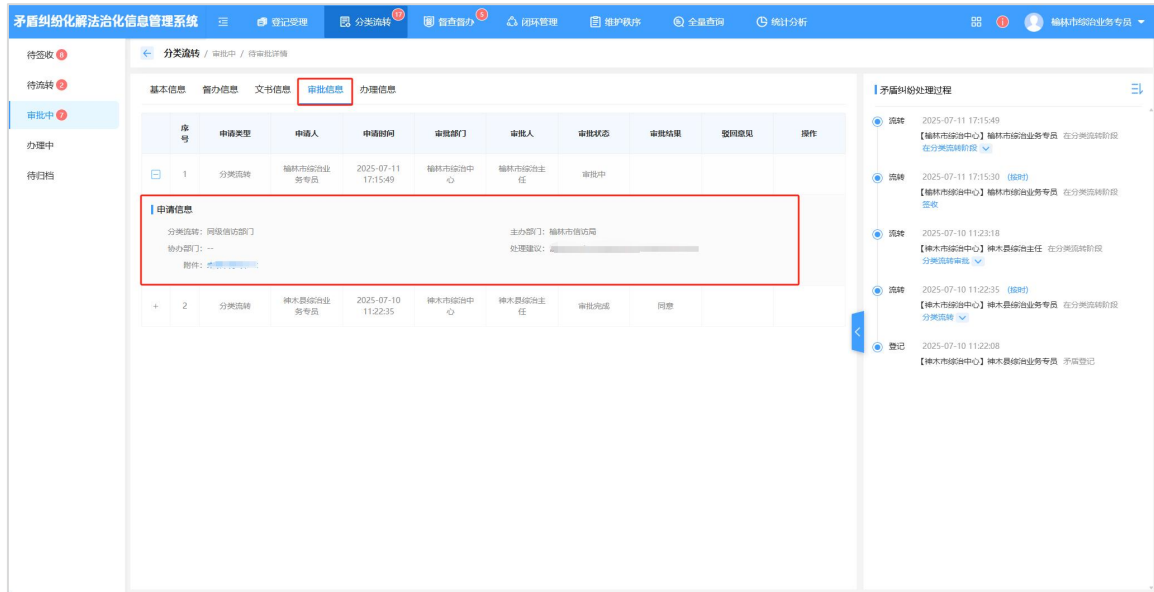 矛盾纠纷化解法治化信息管理系统 登记受理 分类流转 17 督查督办 5 闭环管理 维护秩序 全量查询 统计分析 榆林市综治业务专员
待签收 8
待流转 2
审批中 7
办理中
待归档
分类流转 / 审批中 / 待审批详情
基本信息 督办信息 文书信息 审批信息 办理信息
序号 申请类型 申请人 申请时间 审批部门 审批人 审批状态 审批结果 驳回意见 操作
1 分类流转 榆林市综治业务专员 2025-07-11 17:15:49 榆林市综治中心 榆林市综治主任 审批中
申请信息
分类流转: 同级信访部门 主办部门: 榆林市信访局
协办部门: -- 处理建议:
附件:
+ 2 分类流转 神木县综治业务专员 2025-07-10 11:22:35 神木市综治中心 神木县综治主任 审批完成 同意
矛盾纠纷处理过程
流转 2025-07-11 17:15:49
【榆林市综治中心】榆林市综治业务专员 在分类流转阶段
在分类流转阶段
流转 2025-07-11 17:15:30 (按时)
【榆林市综治中心】榆林市综治业务专员 在分类流转阶段
签收
流转 2025-07-10 11:23:18
【神木市综治中心】神木县综治主任 在分类流转阶段
分类流转审批
流转 2025-07-10 11:22:35 (按时)
【神木市综治中心】神木县综治业务专员 在分类流转阶段
分类流转
登记 2025-07-10 11:22:08
【神木市综治中心】神木县综治业务专员 矛盾登记